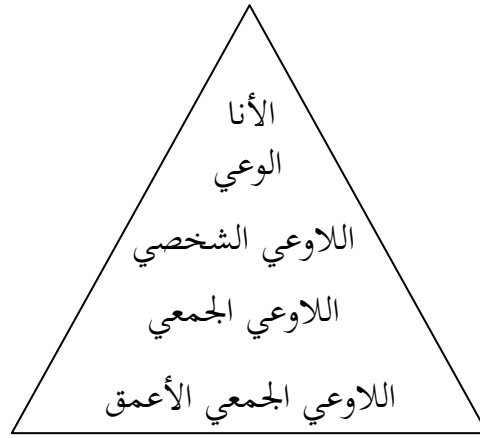 الأنا
الوعي
اللاوعي الشخصي
اللاوعي الجمعي
اللاوعي الجمعي الأعمق